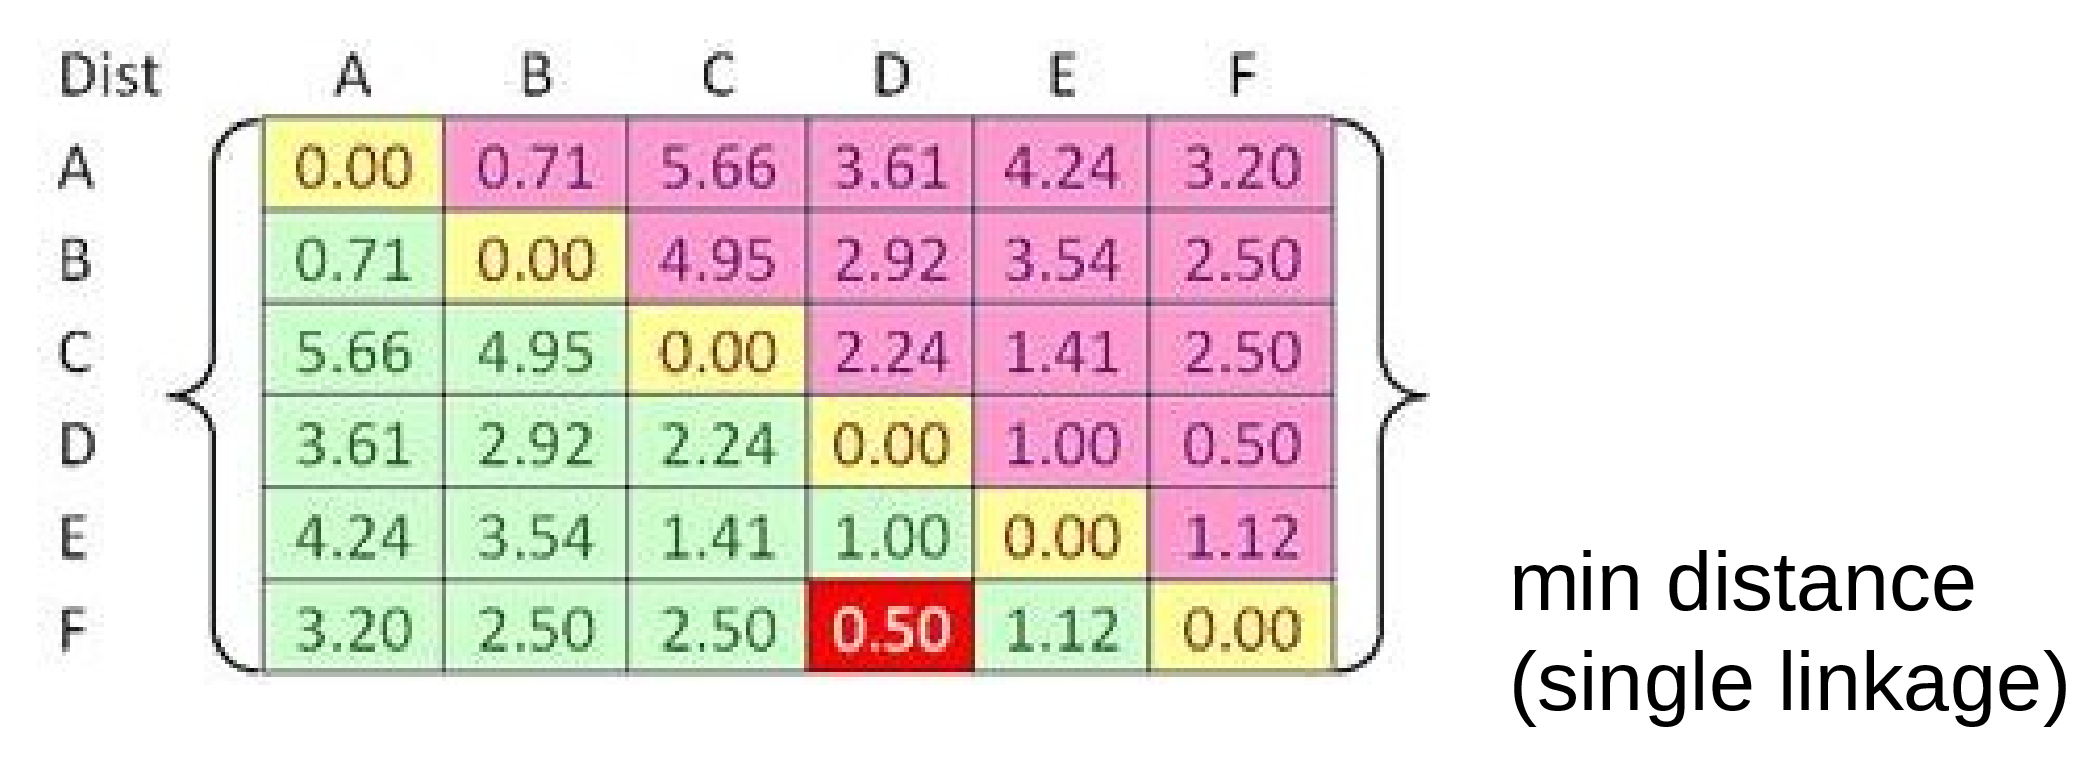 Dist A B C D E F
A 0.00 0.71 5.66 3.61 4.24 3.20
B 0.71 0.00 4.95 2.92 3.54 2.50
C 5.66 4.95 0.00 2.24 1.41 2.50
D 3.61 2.92 2.24 0.00 1.00 0.50
E 4.24 3.54 1.41 1.00 0.00 1.12
F 3.20 2.50 2.50 0.50 1.12 0.00
min distance
(single linkage)